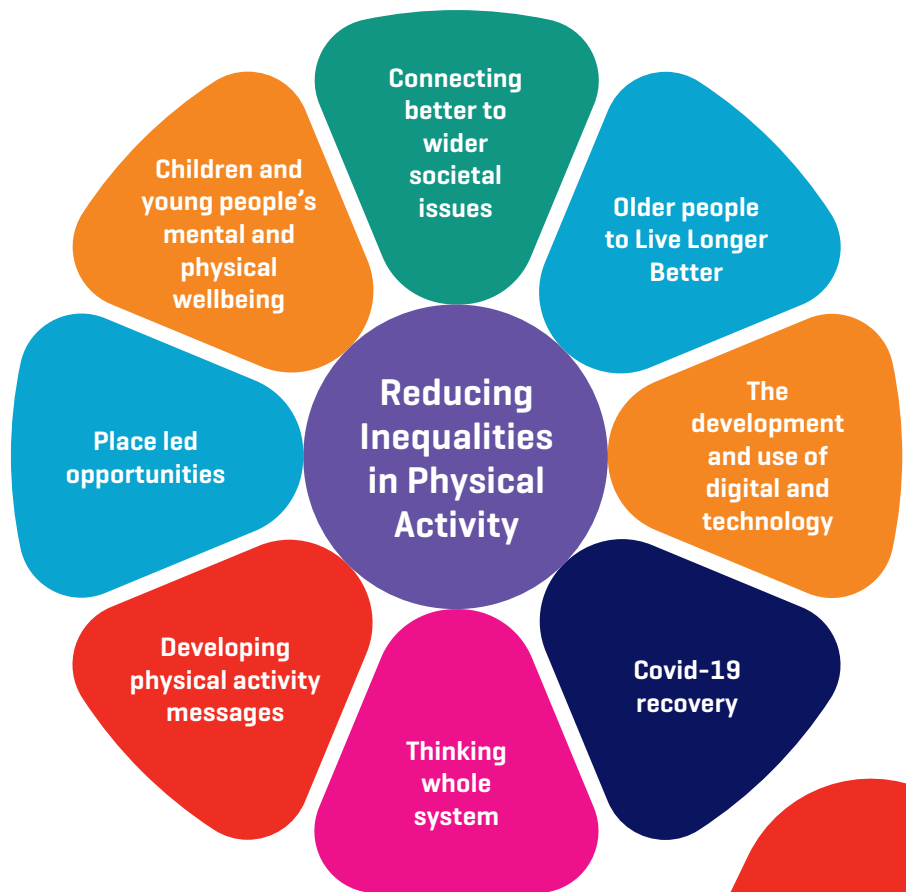 Connecting
better to
wider
societal
issues
Older people
to Live Longer
Better
The
development
and use of
digital and
technology
Covid-19
recovery
Thinking
whole
system
Developing
physical activity
messages
Place led
opportunities
Children and
young people’s
mental and
physical
wellbeing
Reducing
Inequalities
in Physical
Activity